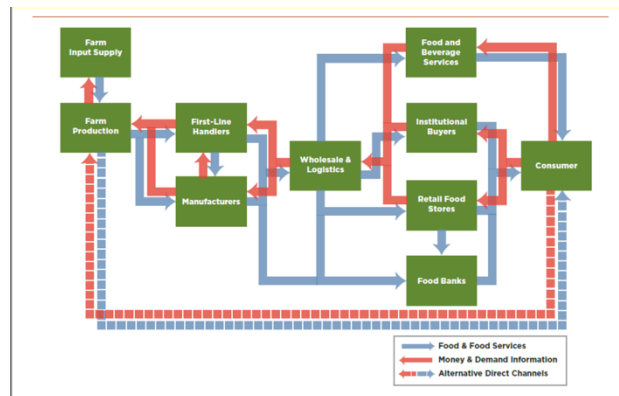 Farm
Input Supply
Farm
Production
First-Line
Handlers
Manufacturers
Wholesale &
Logistics
Food and
Beverage
Services
Institutional
Buyers
Retail Food
Stores
Food Banks
Consumer
Food & Food Services
Money & Demand Information
Alternative Direct Channels